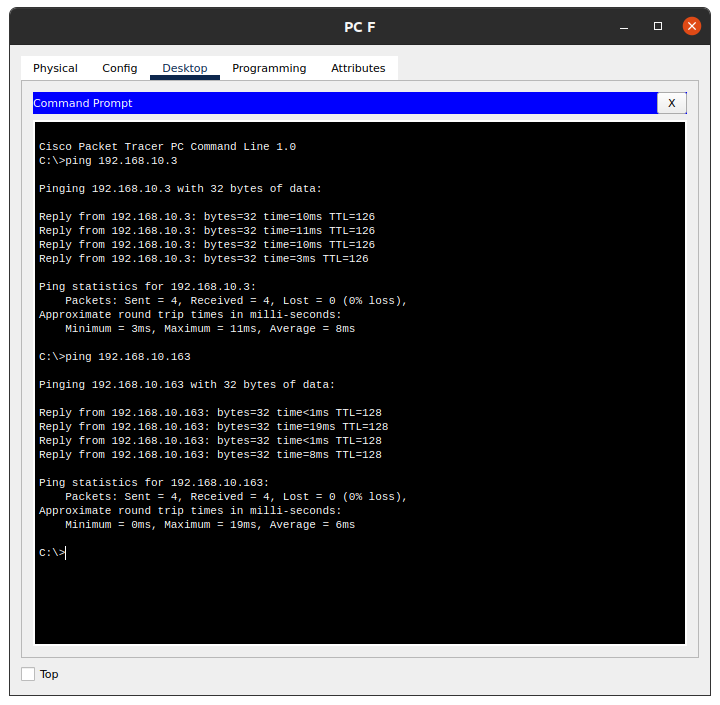 PC F
Physical Config Desktop Programming Attributes
Command Prompt X
Cisco Packet Tracer PC Command Line 1.0
C:\>ping 192.168.10.3
Pinging 192.168.10.3 with 32 bytes of data:
Reply from 192.168.10.3: bytes=32 time=10ms TTL=126
Reply from 192.168.10.3: bytes=32 time=11ms TTL=126
Reply from 192.168.10.3: bytes=32 time=10ms TTL=126
Reply from 192.168.10.3: bytes=32 time=3ms TTL=126
Ping statistics for 192.168.10.3:
    Packets: Sent = 4, Received = 4, Lost = 0 (0% loss),
Approximate round trip times in milli-seconds:
    Minimum = 3ms, Maximum = 11ms, Average = 8ms
C:\>ping 192.168.10.163
Pinging 192.168.10.163 with 32 bytes of data:
Reply from 192.168.10.163: bytes=32 time<1ms TTL=128
Reply from 192.168.10.163: bytes=32 time=19ms TTL=128
Reply from 192.168.10.163: bytes=32 time<1ms TTL=128
Reply from 192.168.10.163: bytes=32 time=8ms TTL=128
Ping statistics for 192.168.10.163:
    Packets: Sent = 4, Received = 4, Lost = 0 (0% loss),
Approximate round trip times in milli-seconds:
    Minimum = 0ms, Maximum = 19ms, Average = 6ms
C:\>
Top